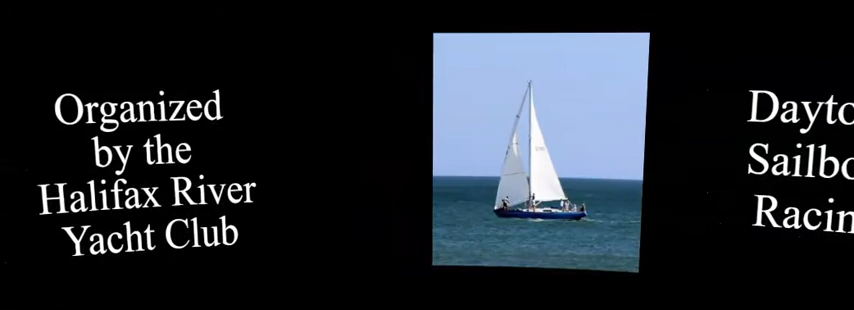 Organized
by the
Halifax River
Yacht Club
Dayto
Sailbo
Racin